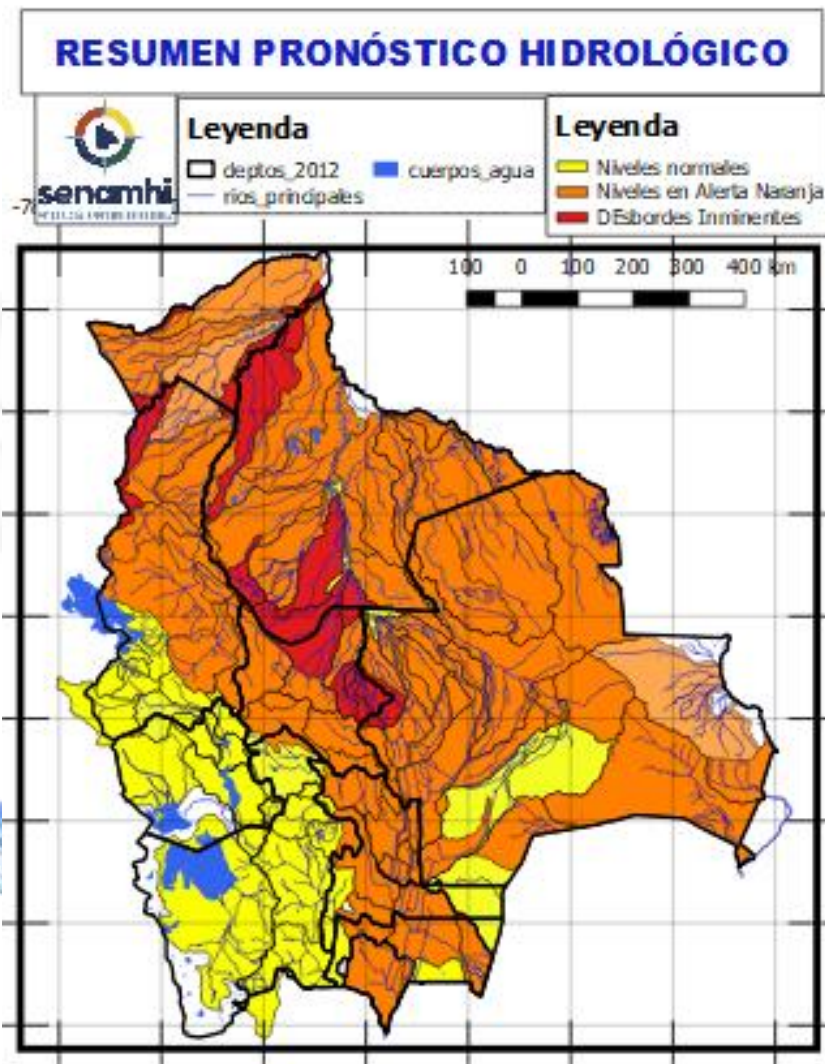 RESUMEN PRONÓSTICO HIDROLÓGICO
senamhi
Leyenda
deptos_2012
cuerpos_agua
rios_principales
Leyenda
Niveles normales
Niveles en Alerta Naranja
DEsbordes Inminentes
100 0 100 200 300 400 km